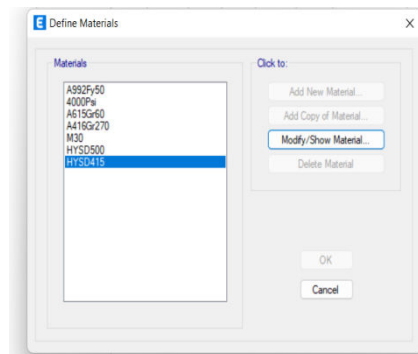 E Define Materials X
Materials
A992Fy50
4000Psi
A615Gr60
A416Gr270
M30
HYSD500
HYSD415
Click to:
Add New Material...
Add Copy of Material...
Modify/Show Material...
Delete Material
OK
Cancel